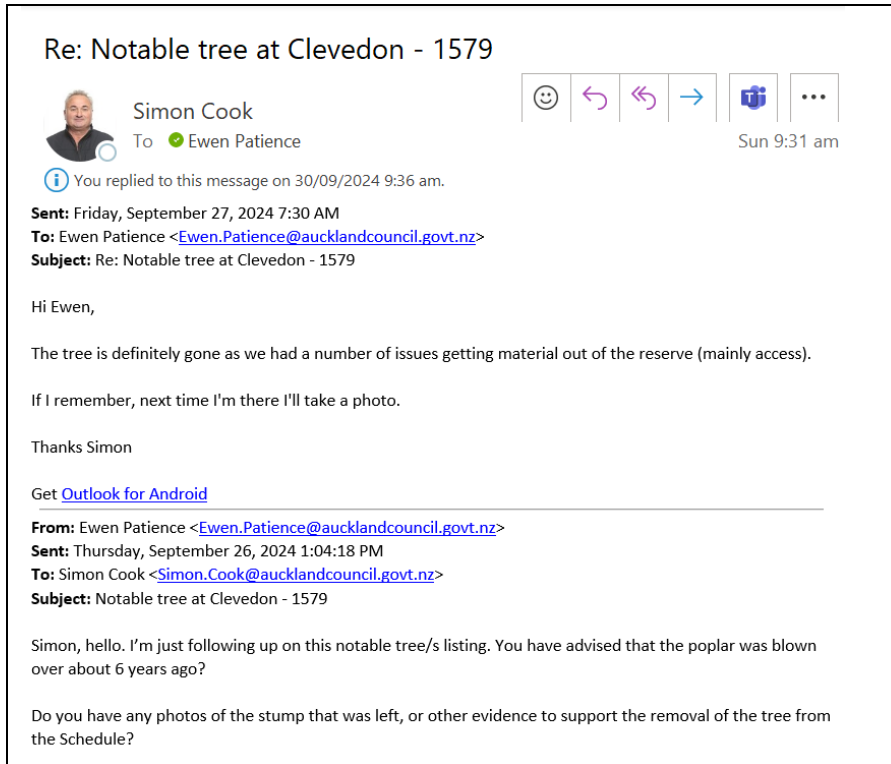 Re: Notable tree at Clevedon - 1579
Simon Cook
To Ewen Patience
Sun 9:31 am
You replied to this message on 30/09/2024 9:36 am.
Sent: Friday, September 27, 2024 7:30 AM
To: Ewen Patience <Ewen.Patience@aucklandcouncil.govt.nz>
Subject: Re: Notable tree at Clevedon - 1579
Hi Ewen,
The tree is definitely gone as we had a number of issues getting material out of the reserve (mainly access).
If I remember, next time I'm there I'll take a photo.
Thanks Simon
Get Outlook for Android
From: Ewen Patience <Ewen.Patience@aucklandcouncil.govt.nz>
Sent: Thursday, September 26, 2024 1:04:18 PM
To: Simon Cook <Simon.Cook@aucklandcouncil.govt.nz>
Subject: Notable tree at Clevedon - 1579
Simon, hello. I'm just following up on this notable tree/s listing. You have advised that the poplar was blown
over about 6 years ago?
Do you have any photos of the stump that was left, or other evidence to support the removal of the tree from
the Schedule?